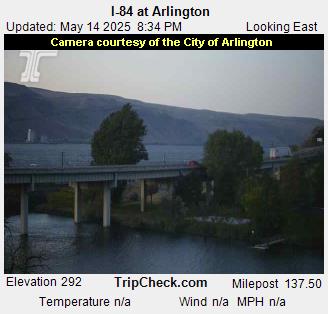 I-84 at Arlington
Updated: May 14 2025 8:34 PM Looking East
Camera courtesy of the City of Arlington
Elevation 292 TripCheck.com Milepost 137.50
Temperature n/a Wind n/a MPH n/a